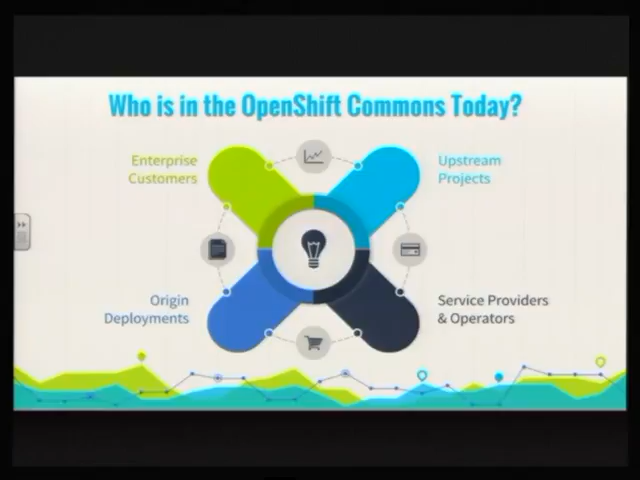 Who is in the OpenShift Commons Today?
Enterprise
Customers
Upstream
Projects
Origin
Deployments
Service Providers
& Operators